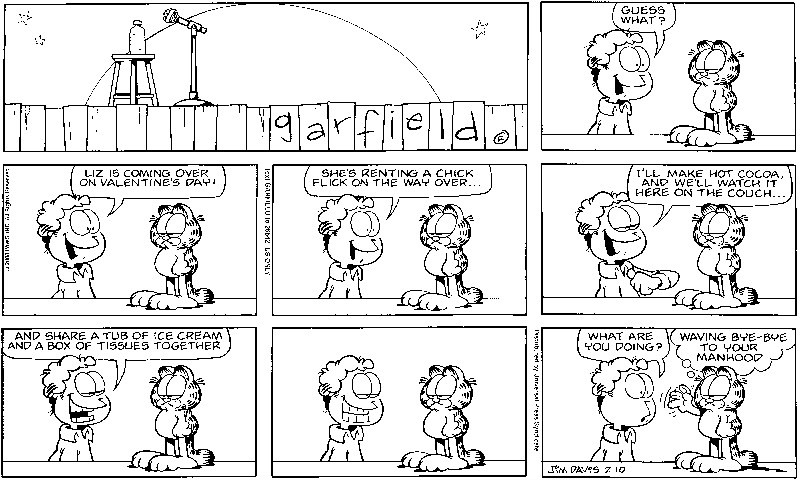 garfield
®
GUESS
WHAT?
LIZ IS COMING OVER
ON VALENTINE'S DAY!
SHE'S RENTING A CHICK
FLICK ON THE WAY OVER...
I'LL MAKE HOT COCOA,
AND WE'LL WATCH IT
HERE ON THE COUCH...
AND SHARE A TUB OF ICE CREAM
AND A BOX OF TISSUES TOGETHER
WHAT ARE
YOU DOING?
WAVING BYE-BYE
TO YOUR
MANHOOD
JIM DAVIS 2·10